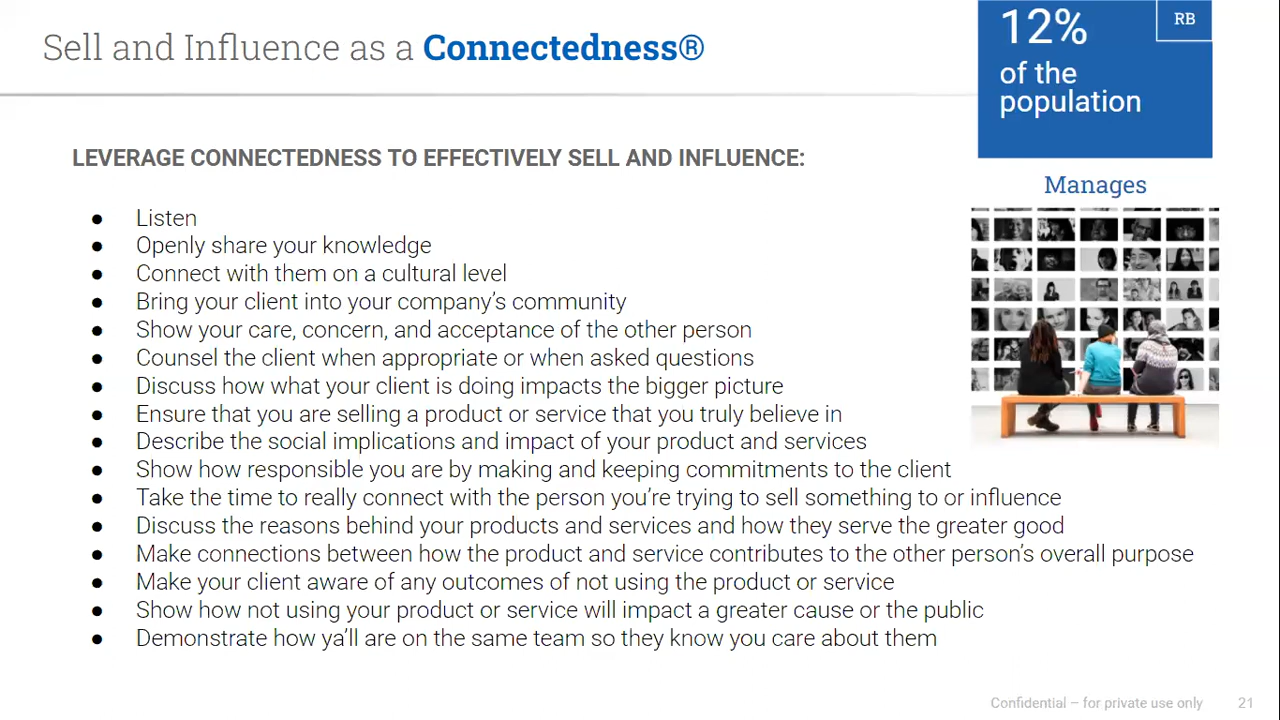 Sell and Influence as a Connectedness®
12%
of the
population
RB
LEVERAGE CONNECTEDNESS TO EFFECTIVELY SELL AND INFLUENCE:
Manages
● Listen
● Openly share your knowledge
● Connect with them on a cultural level
● Bring your client into your company's community
● Show your care, concern, and acceptance of the other person
● Counsel the client when appropriate or when asked questions
● Discuss how what your client is doing impacts the bigger picture
● Ensure that you are selling a product or service that you truly believe in
● Describe the social implications and impact of your product and services
● Show how responsible you are by making and keeping commitments to the client
● Take the time to really connect with the person you're trying to sell something to or influence
● Discuss the reasons behind your products and services and how they serve the greater good
● Make connections between how the product and service contributes to the other person's overall purpose
● Make your client aware of any outcomes of not using the product or service
● Show how not using your product or service will impact a greater cause or the public
● Demonstrate how ya'll are on the same team so they know you care about them
Confidential – for private use only
21